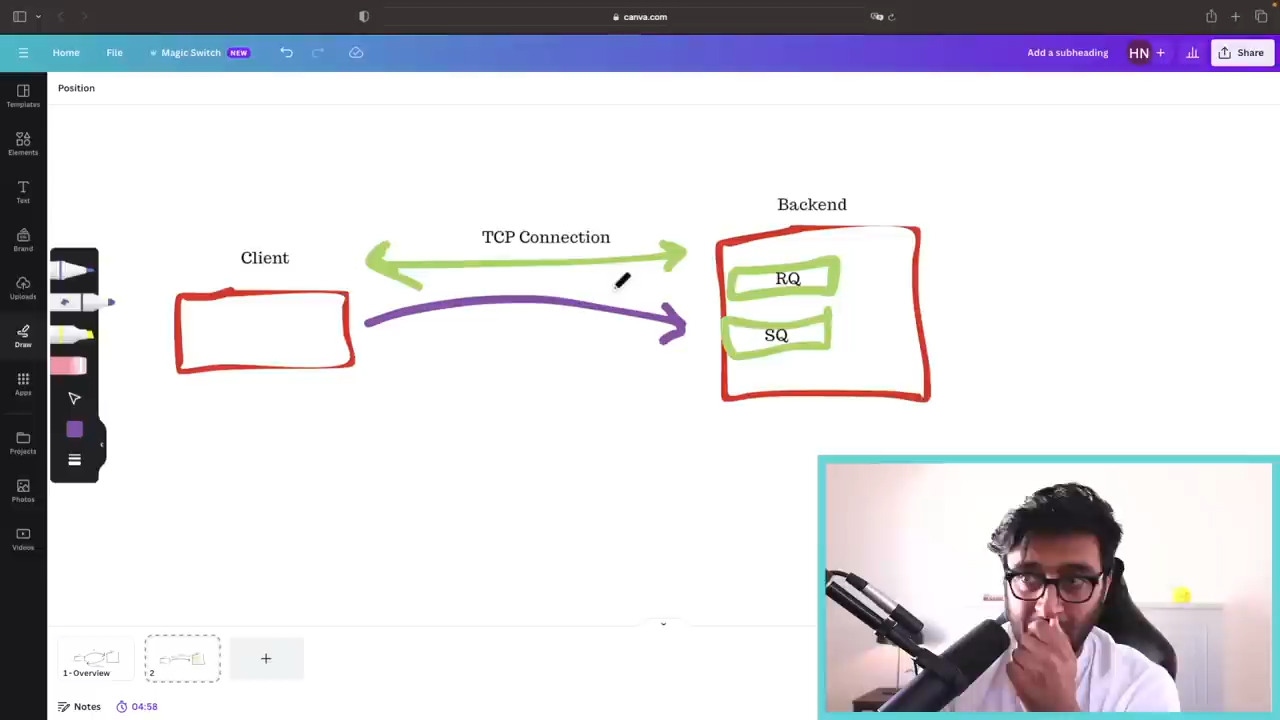 canva.com
Home
File
Magic Switch
NEW
Add a subheading
HN
Share
Position
Templates
Elements
Text
Brand
Uploads
Draw
Apps
Projects
Photos
Videos
Backend
TCP Connection
Client
RQ
SQ
1 - Overview
2
Notes
04:58